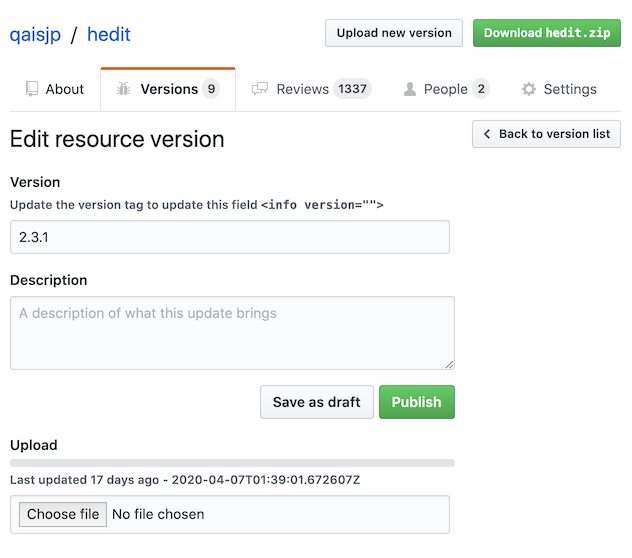 qaisjp / hedit Upload new version Download hedit.zip
About Versions 9 Reviews 1337 People 2 Settings
Edit resource version Back to version list
Version
Update the version tag to update this field <info version="">
2.3.1
Description
A description of what this update brings
Save as draft Publish
Upload
Last updated 17 days ago - 2020-04-07T01:39:01.672607Z
Choose file No file chosen